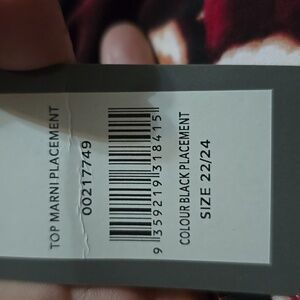 TOP MARNI PLACEMENT
00217749
9 359219 318415
COLOUR BLACK PLACEMENT
SIZE 22/24